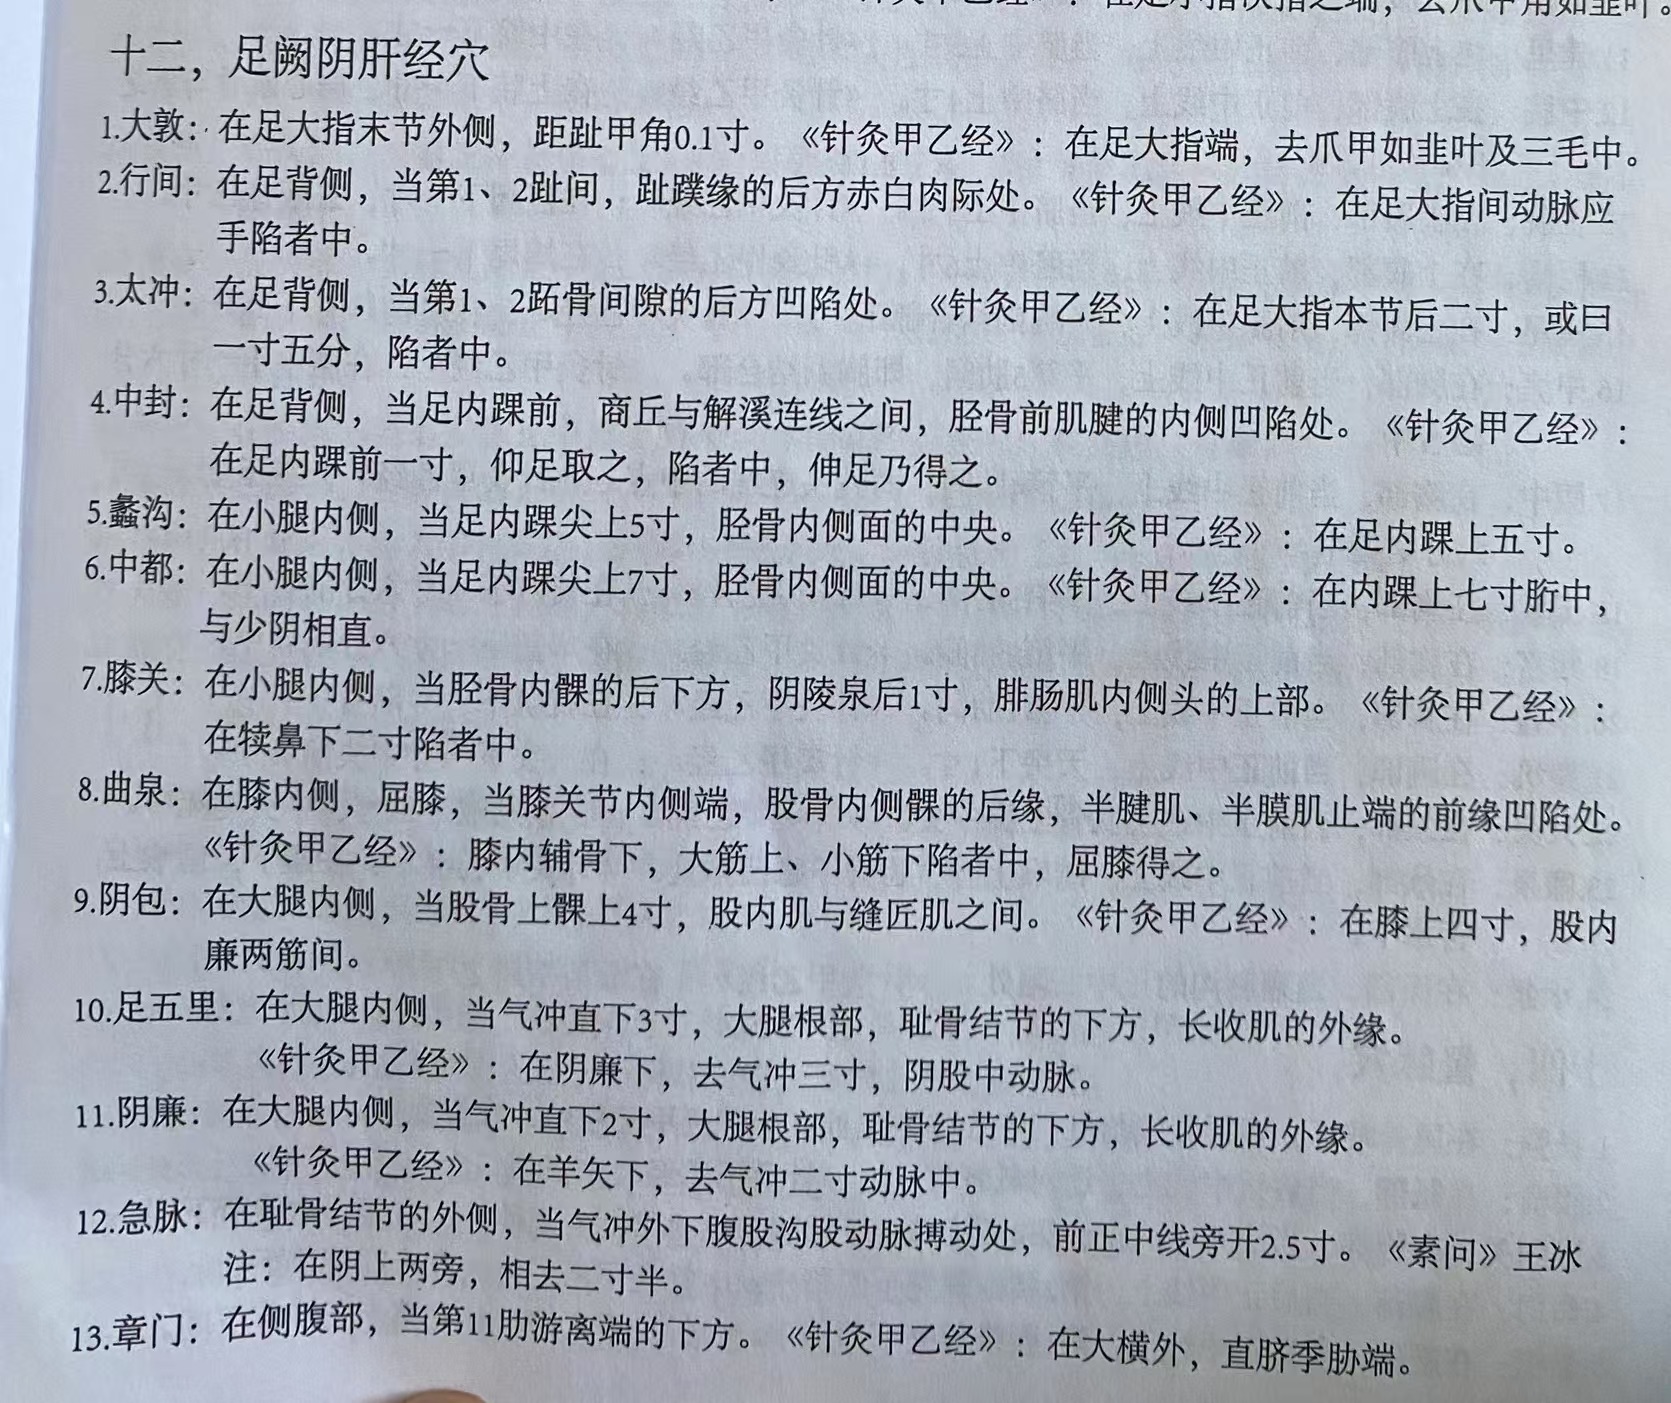 十二，足阙阴肝经穴
1.大敦：在足大指末节外侧，距趾甲角0.1寸。《针灸甲乙经》：在足大指端，去爪甲如韭叶及三毛中。
2.行间：在足背侧，当第1、2趾间，趾蹼缘的后方赤白肉际处。《针灸甲乙经》：在足大指间动脉应
手陷者中。
3.太冲：在足背侧，当第1、2跖骨间隙的后方凹陷处。《针灸甲乙经》：在足大指本节后二寸，或曰
一寸五分，陷者中。
4.中封：在足背侧，当足内踝前，商丘与解溪连线之间，胫骨前肌腱的内侧凹陷处。《针灸甲乙经》：
在足内踝前一寸，仰足取之，陷者中，伸足乃得之。
5.蠡沟：在小腿内侧，当足内踝尖上5寸，胫骨内侧面的中央。《针灸甲乙经》：在足内踝上五寸。
6.中都：在小腿内侧，当足内踝尖上7寸，胫骨内侧面的中央。《针灸甲乙经》：在内踝上七寸胻中，
与少阴相直。
7.膝关：在小腿内侧，当胫骨内髁的后下方，阴陵泉后1寸，腓肠肌内侧头的上部。《针灸甲乙经》：
在犊鼻下二寸陷者中。
8.曲泉：在膝内侧，屈膝，当膝关节内侧端，股骨内侧髁的后缘，半腱肌、半膜肌止端的前缘凹陷处。
《针灸甲乙经》：膝内辅骨下，大筋上、小筋下陷者中，屈膝得之。
9.阴包：在大腿内侧，当股骨上髁上4寸，股内肌与缝匠肌之间。《针灸甲乙经》：在膝上四寸，股内
廉两筋间。
10.足五里：在大腿内侧，当气冲直下3寸，大腿根部，耻骨结节的下方，长收肌的外缘。
《针灸甲乙经》：在阴廉下，去气冲三寸，阴股中动脉。
11.阴廉：在大腿内侧，当气冲直下2寸，大腿根部，耻骨结节的下方，长收肌的外缘。
《针灸甲乙经》：在羊矢下，去气冲二寸动脉中。
12.急脉：在耻骨结节的外侧，当气冲外下腹股沟股动脉搏动处，前正中线旁开2.5寸。《素问》王冰
注：在阴上两旁，相去二寸半。
13.章门：在侧腹部，当第11肋游离端的下方。《针灸甲乙经》：在大横外，直脐季胁端。